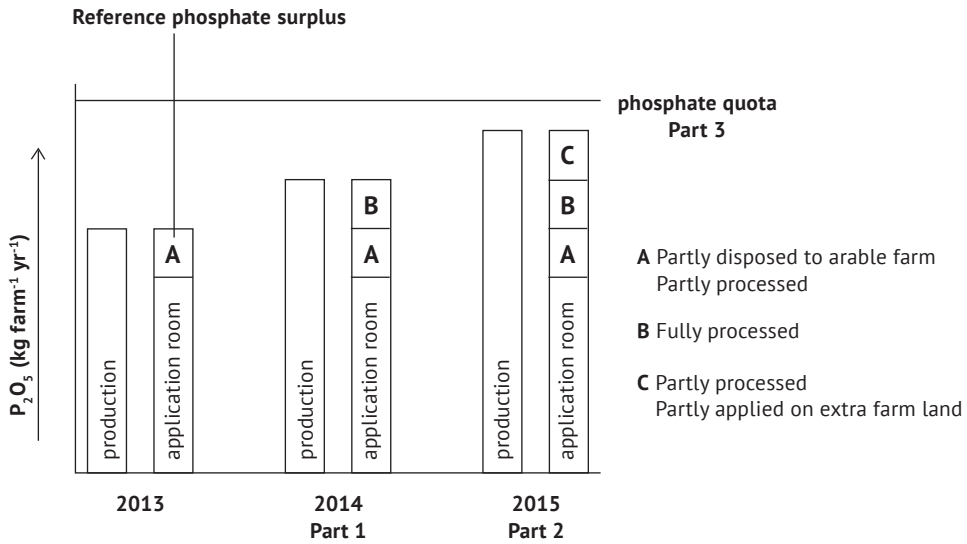 Reference phosphate surplus
phosphate quota
Part 3
P₂O₅ (kg farm⁻¹ yr⁻¹)
production
A
application room
production
B
A
application room
production
C
B
A
application room
2013
2014
Part 1
2015
Part 2
A Partly disposed to arable farm
Partly processed
B Fully processed
C Partly processed
Partly applied on extra farm land